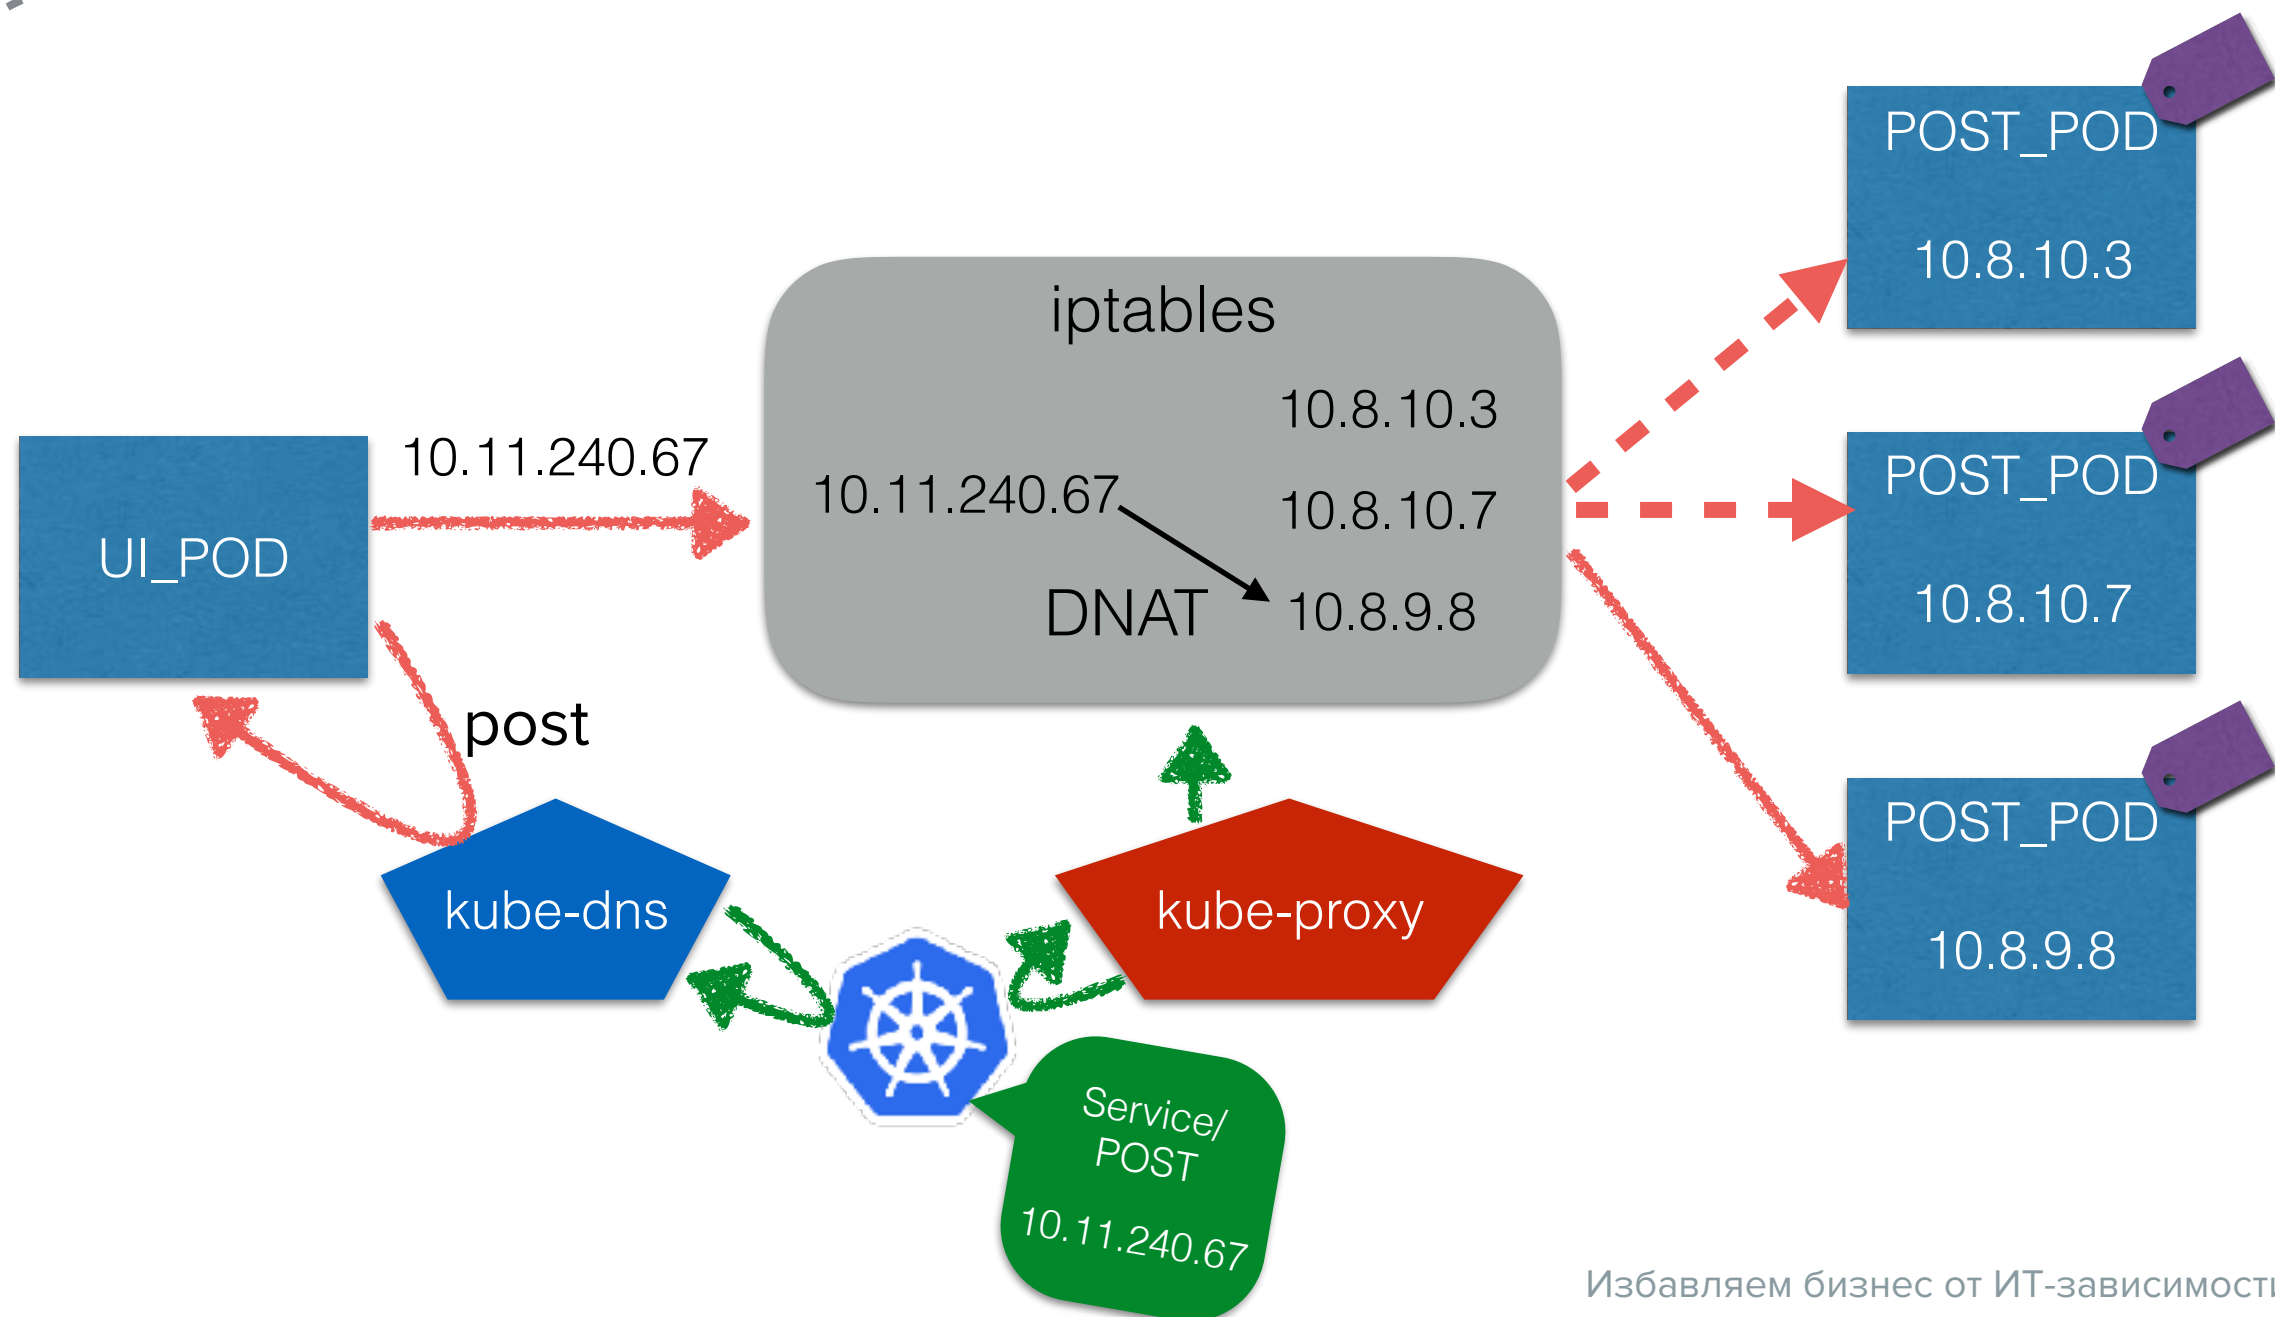 POST_POD
10.8.10.3
iptables
10.8.10.3
10.11.240.67
10.11.240.67
10.8.10.7
DNAT
10.8.9.8
UI_POD
POST_POD
10.8.10.7
post
POST_POD
10.8.9.8
kube-dns
kube-proxy
Service/
POST
10.11.240.67
Избавляем бизнес от ИТ-зависимости